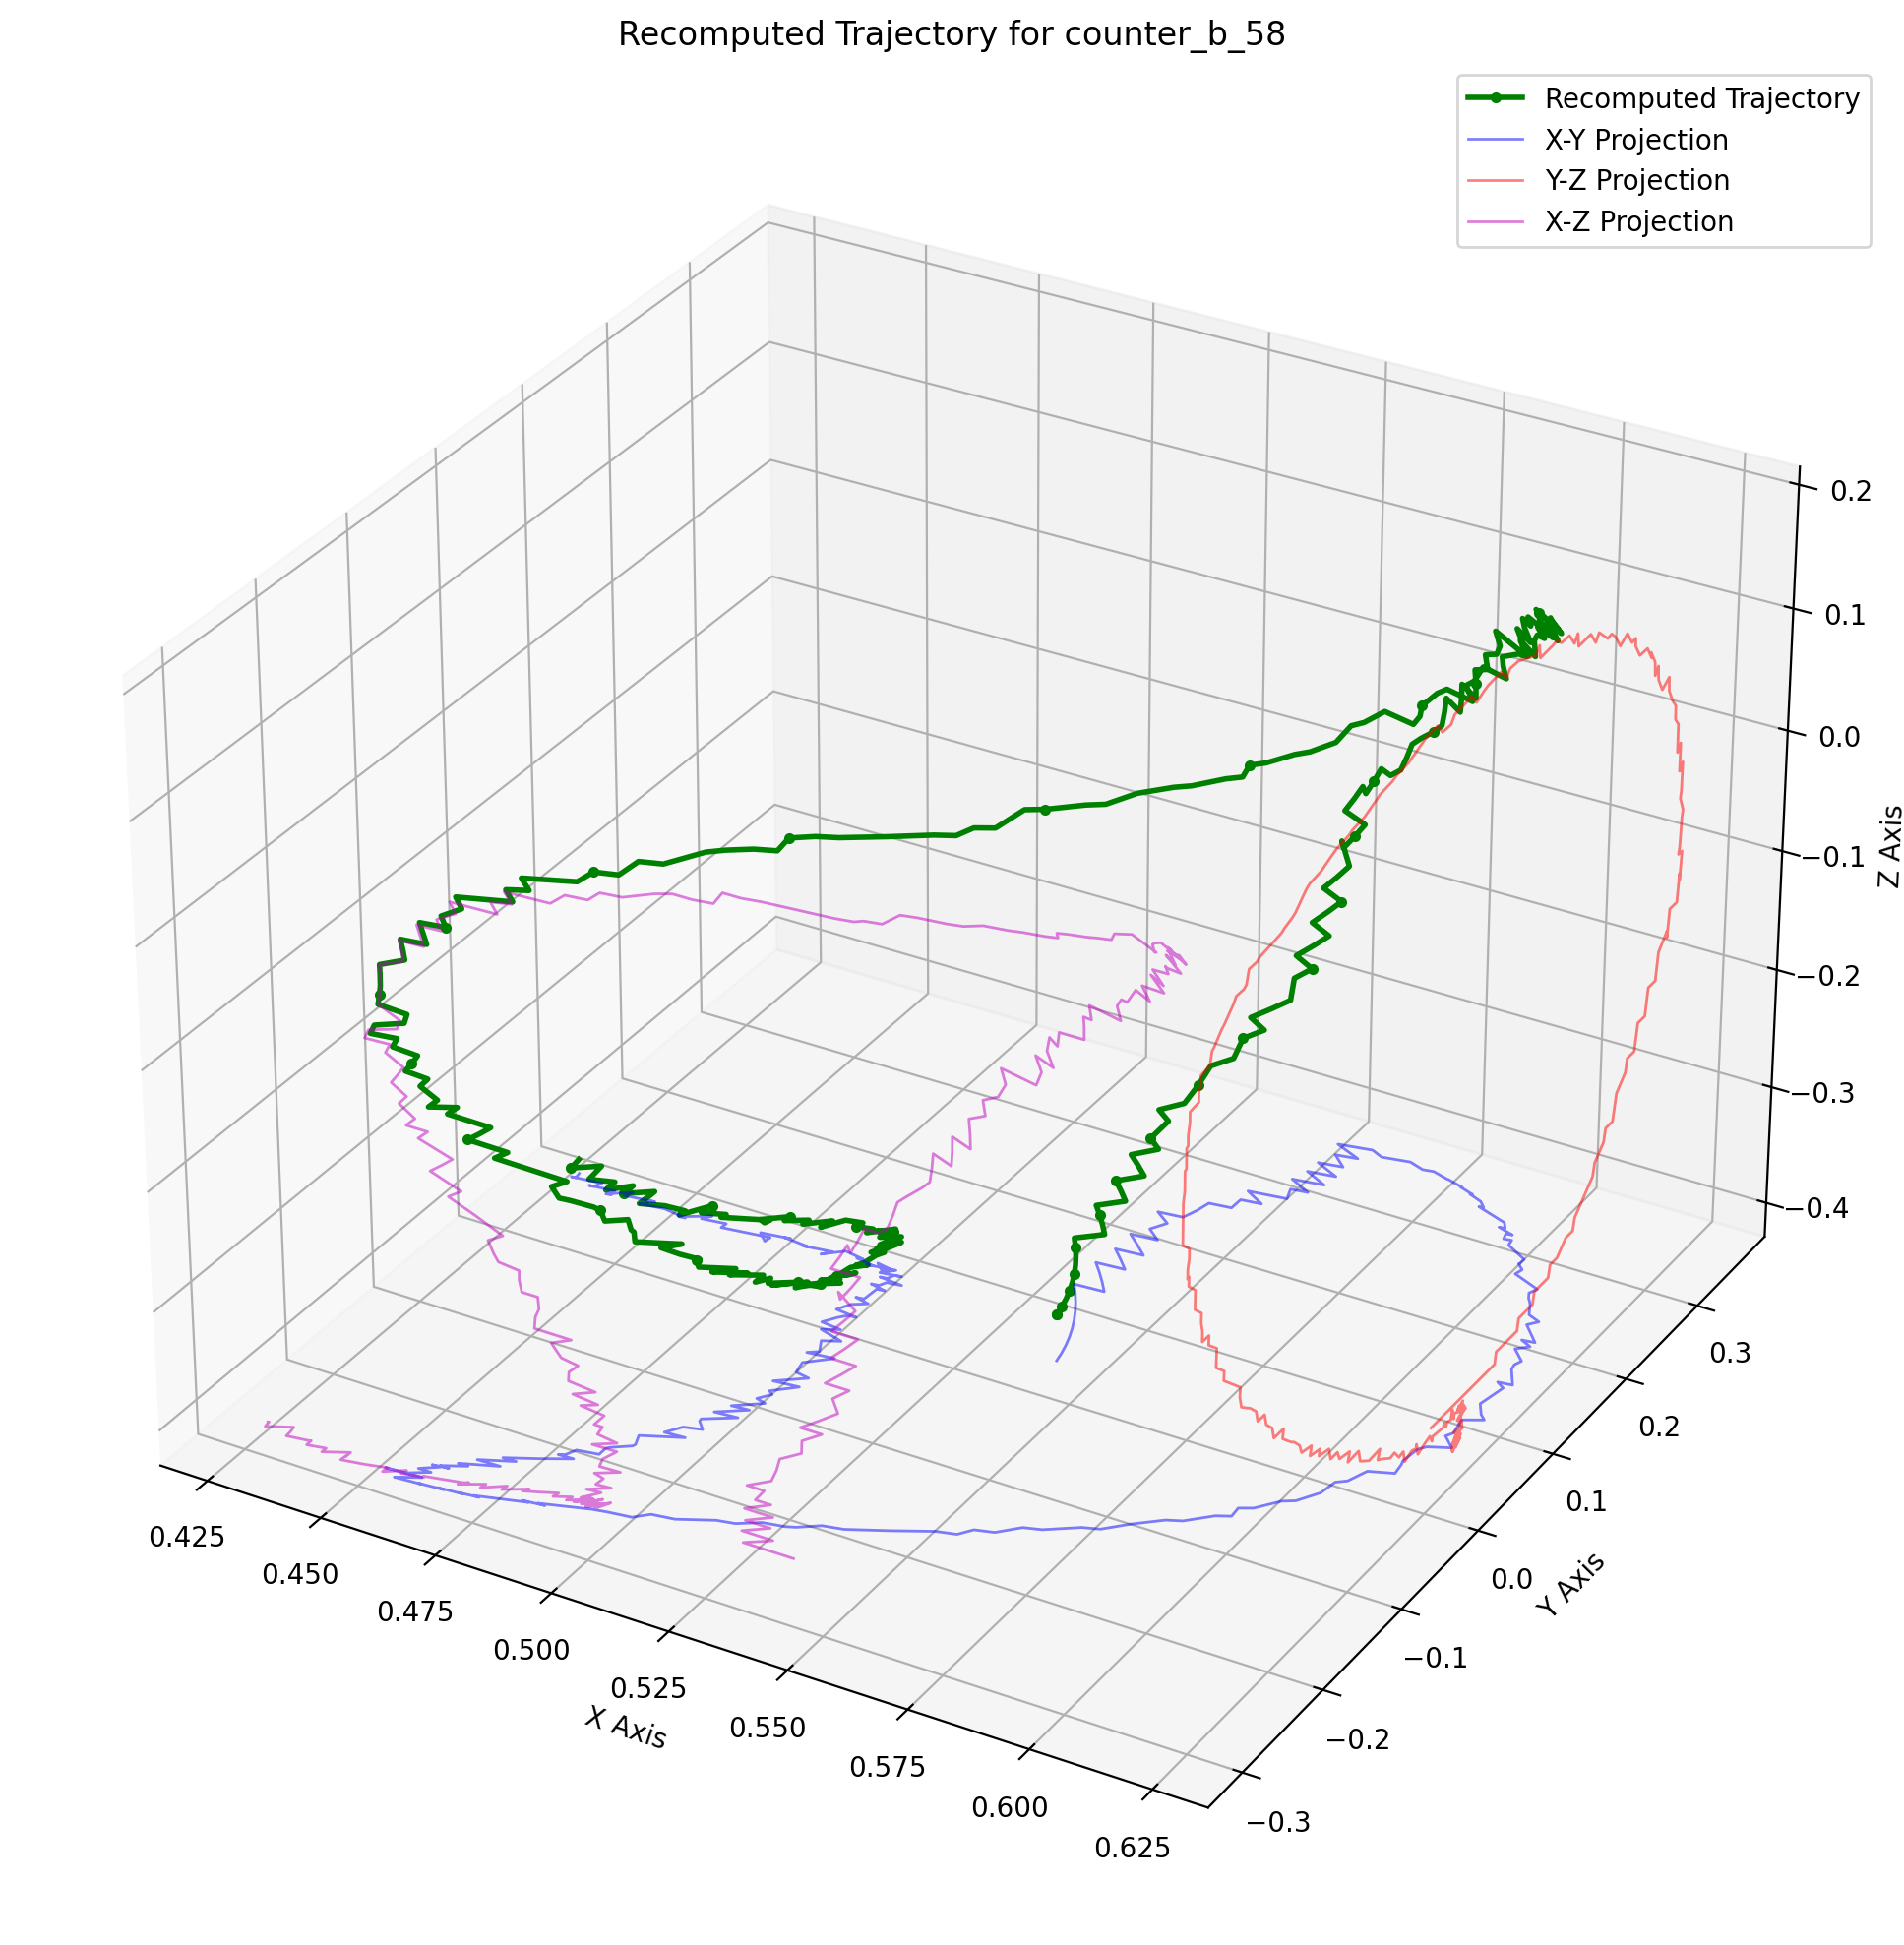 Recomputed Trajectory for counter_b_58
Recomputed Trajectory
X-Y Projection
Y-Z Projection
X-Z Projection
0.2
0.1
0.0
−0.1
−0.2
−0.3
−0.4
Z Axis
0.3
0.2
0.1
0.0
−0.1
−0.2
−0.3
Y Axis
0.425
0.450
0.475
0.500
0.525
0.550
0.575
0.600
0.625
X Axis